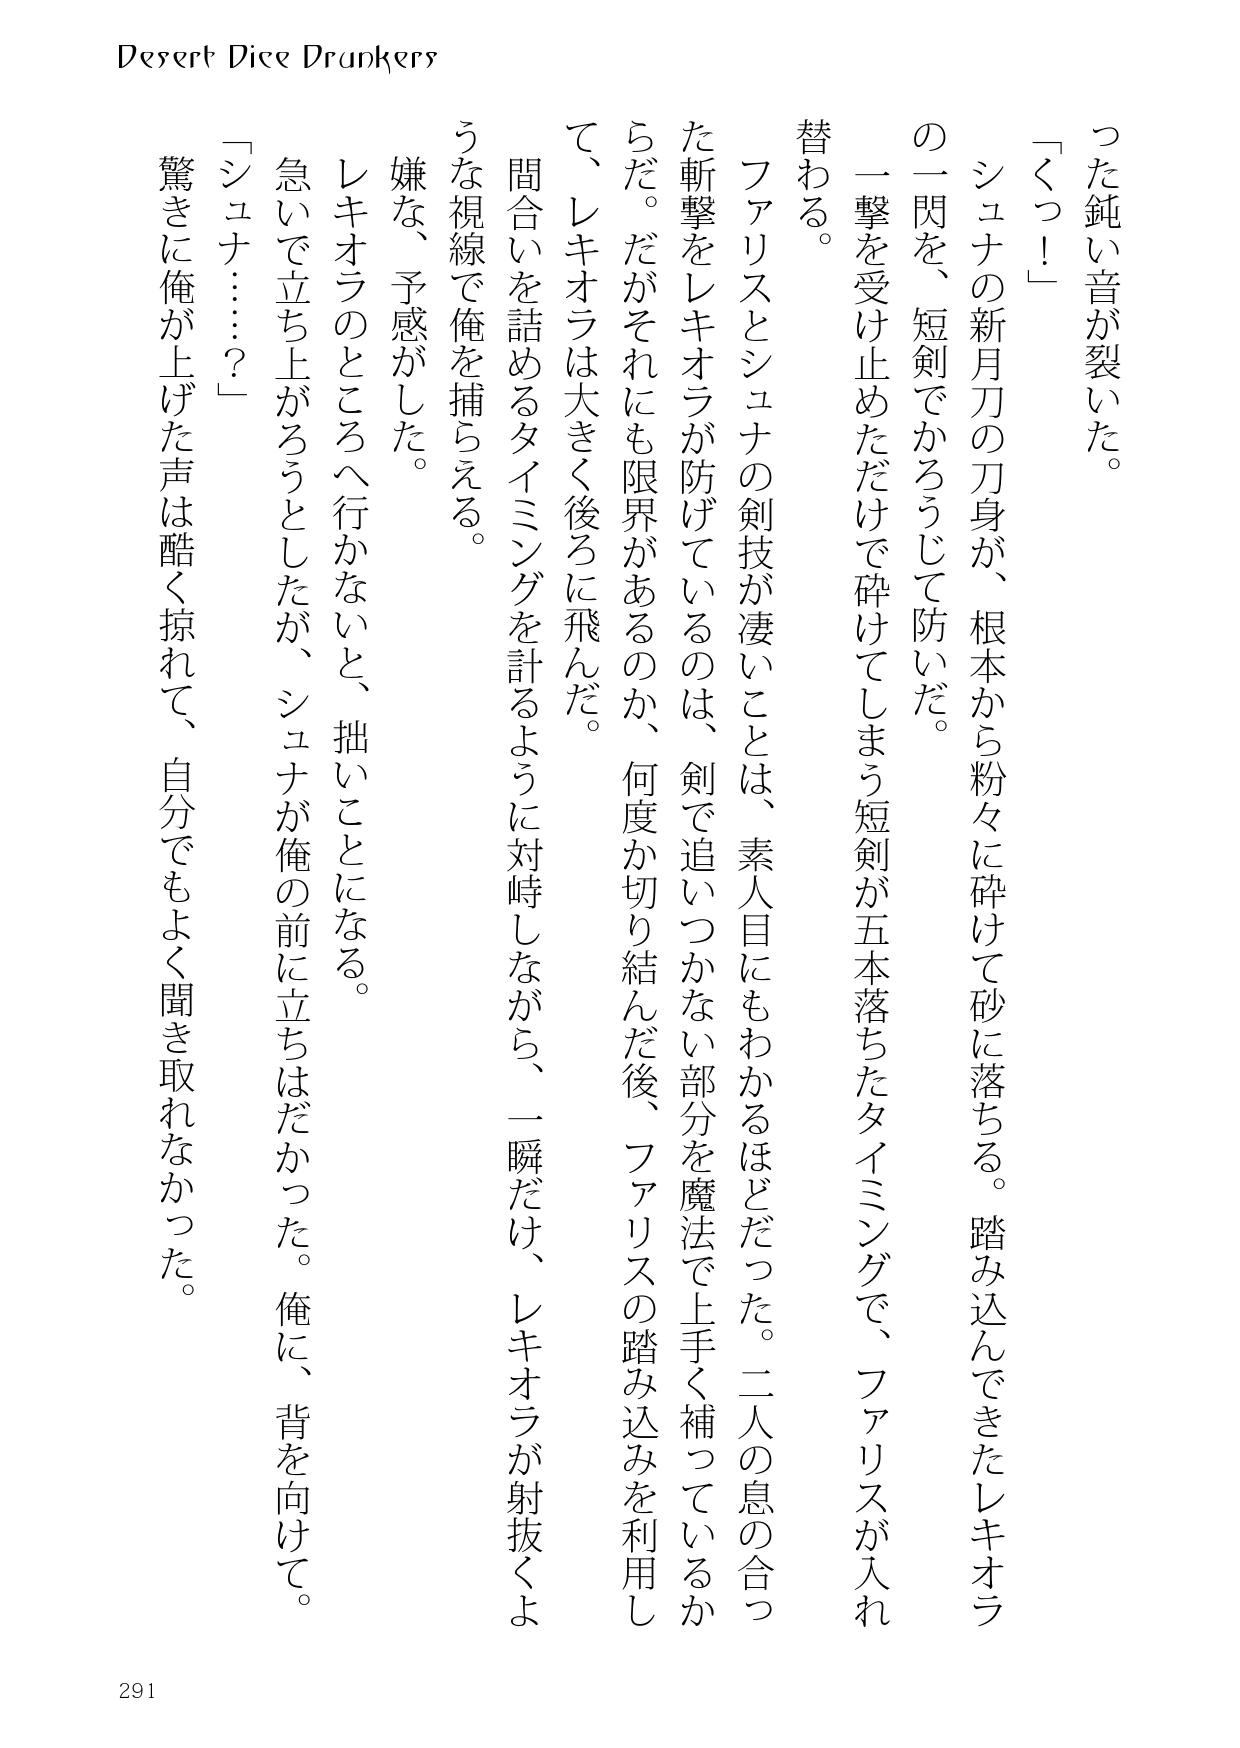 Desert Dice Drunkers
った鈍い音が裂いた。
「くっ！」
シュナの新月刀の刀身が、根本から粉々に砕けて砂に落ちる。踏み込んできたレキオラ
の一閃を、短剣でかろうじて防いだ。
一撃を受け止めただけで砕けてしまう短剣が五本落ちたタイミングで、ファリスが入れ
替わる。
ファリスとシュナの剣技が凄いことは、素人目にもわかるほどだった。二人の息の合っ
た斬撃をレキオラが防げているのは、剣で追いつかない部分を魔法で上手く補っているか
らだ。だがそれにも限界があるのか、何度か切り結んだ後、ファリスの踏み込みを利用し
て、レキオラは大きく後ろに飛んだ。
間合いを詰めるタイミングを計るように対峙しながら、一瞬だけ、レキオラが射抜くよ
うな視線で俺を捕らえる。
嫌な、予感がした。
レキオラのところへ行かないと、拙いことになる。
急いで立ち上がろうとしたが、シュナが俺の前に立ちはだかった。俺に、背を向けて。
「シュナ……？」
驚きに俺が上げた声は酷く掠れて、自分でもよく聞き取れなかった。
291